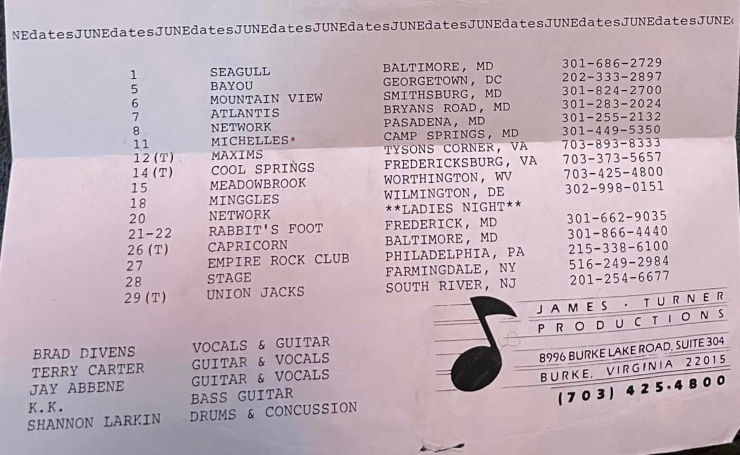 NEdatesJUNEdatesJUNEdatesJUNEdatesJUNEdatesJUNEdatesJUNEdatesJUNEdatesJUNEdatesJUNE
1 SEAGULL BALTIMORE, MD 301-686-2729
5 BAYOU GEORGETOWN, DC 202-333-2897
6 MOUNTAIN VIEW SMITHSBURG, MD 301-824-2700
7 ATLANTIS BRYANS ROAD, MD 301-283-2024
8 NETWORK PASADENA, MD 301-255-2132
11 MICHELLES* CAMP SPRINGS, MD 301-449-5350
12(T) MAXIMS TYSONS CORNER, VA 703-893-8333
14(T) COOL SPRINGS FREDERICKSBURG, VA 703-373-5657
15 MEADOWBROOK WORTHINGTON, WV 703-425-4800
18 MINGGLES WILMINGTON, DE 302-998-0151
20 NETWORK **LADIES NIGHT**
21-22 RABBIT'S FOOT FREDERICK, MD 301-662-9035
26(T) CAPRICORN BALTIMORE, MD 301-866-4440
27 EMPIRE ROCK CLUB PHILADELPHIA, PA 215-338-6100
28 STAGE FARMINGDALE, NY 516-249-2984
29(T) UNION JACKS SOUTH RIVER, NJ 201-254-6677
BRAD DIVENS VOCALS & GUITAR
TERRY CARTER GUITAR & VOCALS
JAY ABBENE GUITAR & VOCALS
K.K. BASS GUITAR
SHANNON LARKIN DRUMS & CONCUSSION
JAMES · TURNER
PRODUCTIONS
8996 BURKE LAKE ROAD, SUITE 304
BURKE, VIRGINIA 22015
(703) 425-4800